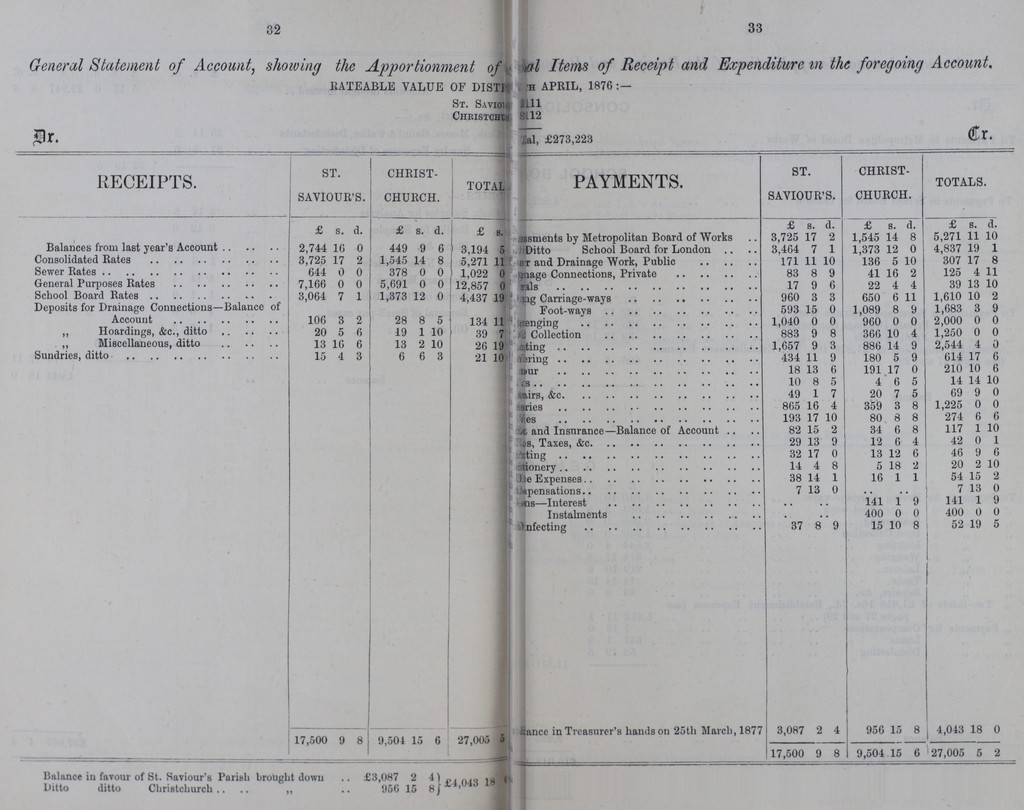 32
General Statement of Account, showing the Apportionment of
RATEABLE VALUE OF
Dr.
RECEIPTS. ST. SAVIOUR'S. CHRIST-CHURCH. TOTAL
£ s. d. £ s. d. £ s.
Balances from last year's Account .. .. .. 2,744 16 0 449 9 6 3,194 5
Consolidated Rates .. .. .. .. .. .. .. 3,725 17 2 1,545 14 8 5,271 11
Sewer Rates .. .. .. .. .. .. .. .. 644 0 0 378 0 0 1,022 0
General Purposes Rates .. .. .. .. .. .. 7,166 0 0 5,691 0 0 12,857 0
School Board Rates .. .. .. .. .. .. .. 3,064 7 1 1,373 12 0 4,437 19
Deposits for Drainage Connections—Balance of
Account .. .. .. .. .. .. 106 3 2 28 8 5 134 11
„ Hoardings, &c., ditto .. .. .. 20 5 6 19 1 10 39 7
„ Miscellaneous, ditto .. .. .. 13 16 6 13 2 10 26 19
Sundries, ditto .. .. .. .. .. .. .. .. 15 4 3 6 6 3 21 10
17,500 9 8 9,504 15 6 27,005 5
Balance in favour of St. Saviour's Parish brought down .. £3,087 2 4
Ditto ditto Christchurch .. .. „ .. 956 15 8 } £4,043 18
33
Items of Receipt and Expenditure in the foregoing Account.
APRIL, 1876:—
£273,223
Cr.
PAYMENTS. ST. SAVIOUR'S. CHRIST-CHURCH. TOTALS.
£ s. d. £ s. d. £ s. d.
by Metropolitan Board of Works .. 3,725 17 2 1,545 14 8 5,271 11 10
Ditto School Board for London .. .. 3,464 7 1 1,373 12 0 4,837 19 1
and Drainage Work, Public .. .. .. 171 11 10 136 5 10 307 17 8
Connections, Private .. .. .. .. 83 8 9 41 16 2 125 4 11
.. .. .. .. .. .. .. .. 17 9 6 22 4 4 39 13 10
Carriage-ways .. .. .. .. .. .. 960 3 3 650 6 11 1,610 10 2
Foot-ways .. .. .. .. .. .. 593 15 0 1,089 8 9 1,683 3 9
.. .. .. .. .. .. .. .. 1,040 0 0 960 0 0 2,000 0 0
Collection .. .. .. .. .. .. .. 883 9 8 366 10 4 1,250 0 0
.. .. .. .. .. .. .. .. 1,657 9 3 886 14 9 2,544 4 0
.. .. .. .. .. .. .. .. 434 11 9 180 5 9 614 17 6
.. .. .. .. .. .. .. .. 18 13 6 191 17 0 210 10 6
.. .. .. .. .. .. .. .. 10 8 5 4 6 5 14 14 10
&c. .. .. .. .. .. .. .. 49 1 7 20 7 5 69 9 0
.. .. .. .. .. .. .. .. 865 16 4 359 3 8 1,225 0 0
.. .. .. .. .. .. .. .. 193 17 10 80 8 8 274 6 6
and Insurance—Balance of Account .. .. 82 15 2 34 6 8 117 1 10
Taxes, &c. .. .. .. .. .. .. .. 29 13 9 12 6 4 42 0 1
.. .. .. .. .. .. .. .. 32 17 0 13 12 6 46 9 6
.. .. .. .. .. .. .. .. 14 4 8 5 18 2 20 2 10
Expenses .. .. .. .. .. .. .. 38 14 1 16 1 1 54 15 2
.. .. .. .. .. .. .. .. 7 13 0 .. .. 7 13 0
Interest .. .. .. .. .. .. .. .. .. 141 1 9 141 1 9
Instalments .. .. .. .. .. .. .. .. 400 0 0 400 0 0
.. .. .. .. .. .. .. .. 37 8 9 15 10 8 52 19 5
in Treasurer's hands on 25th March, 1877 3,087 2 4 956 15 8 4,043 18 0
17,500 9 8 9,504 15 6 27,005 5 2